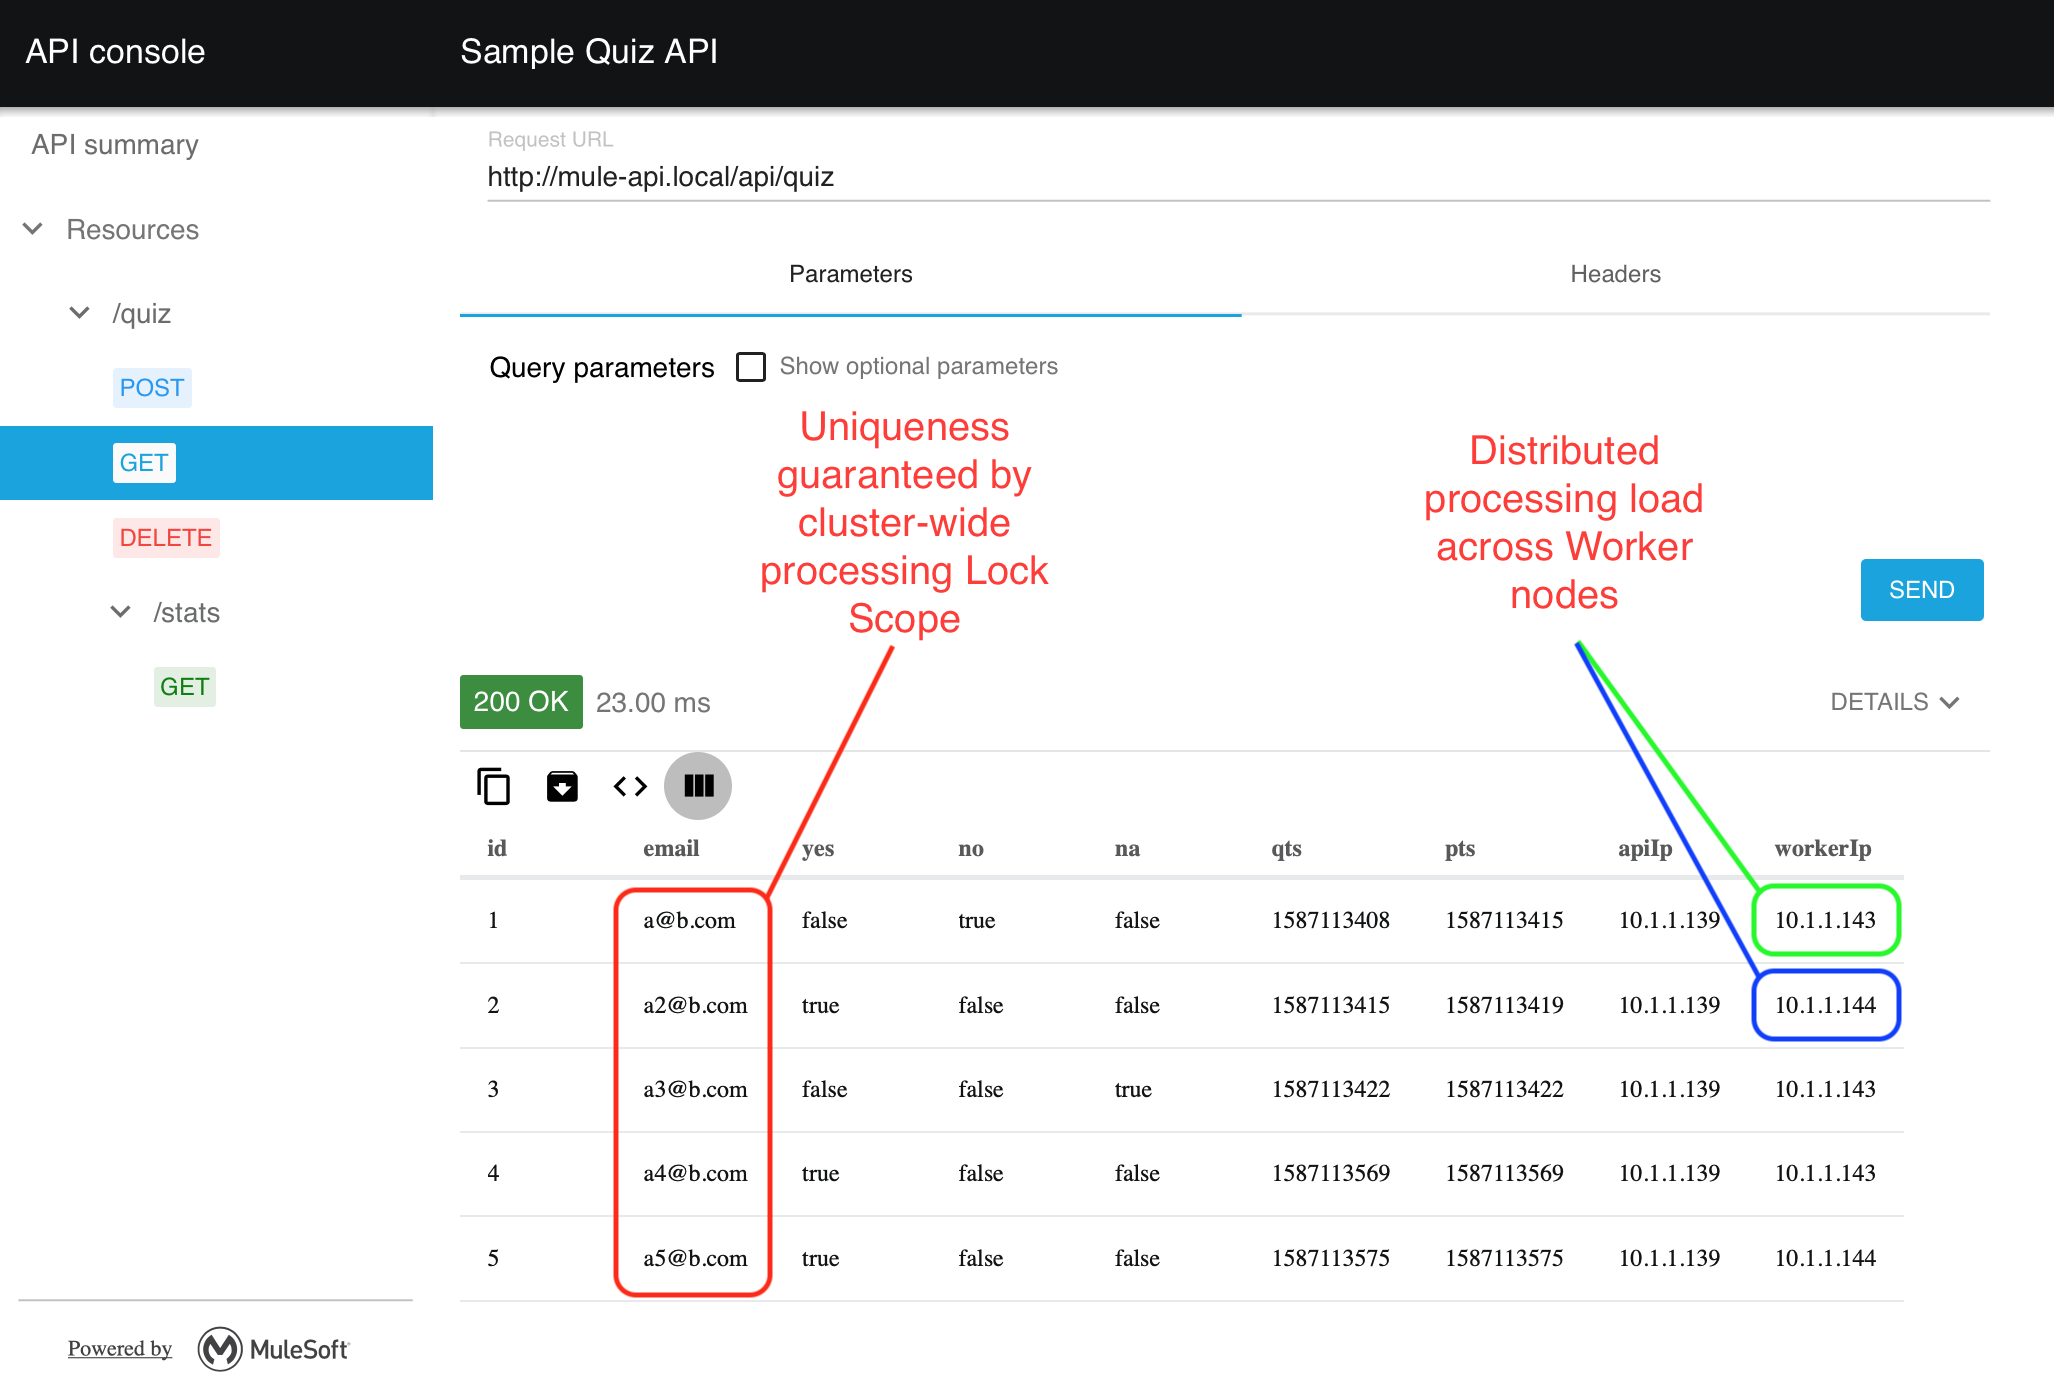 API console
Sample Quiz API
API summary
Resources
/quiz
POST
GET
DELETE
/stats
GET
Powered by
MuleSoft
Request URL
http://mule-api.local/api/quiz
Parameters
Headers
Query parameters
Show optional parameters
Uniqueness
guaranteed by
cluster-wide
processing Lock
Scope
Distributed
processing load
across Worker
nodes
SEND
200 OK 23.00 ms
DETAILS
id email yes no na qts pts apiIp workerIp
1 a@b.com false true false 1587113408 1587113415 10.1.1.139 10.1.1.143
2 a2@b.com true false false 1587113415 1587113419 10.1.1.139 10.1.1.144
3 a3@b.com false false true 1587113422 1587113422 10.1.1.139 10.1.1.143
4 a4@b.com true false false 1587113569 1587113569 10.1.1.139 10.1.1.143
5 a5@b.com true false false 1587113575 1587113575 10.1.1.139 10.1.1.144